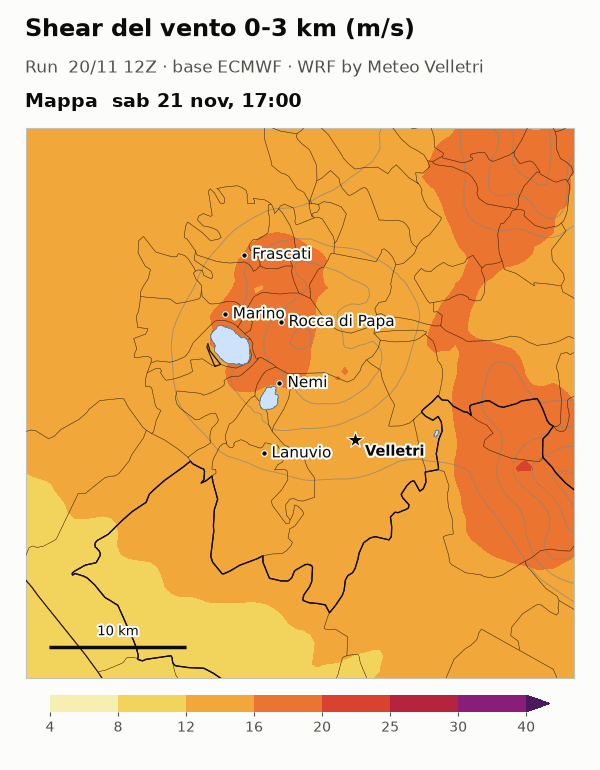 Shear del vento 0-3 km (m/s)
Run  20/11 12Z · base ECMWF · WRF by Meteo Velletri
Mappa  sab 21 nov, 17:00
Frascati
Marino
Rocca di Papa
Nemi
Velletri
Lanuvio
10 km
4 8 12 16 20 25 30 40